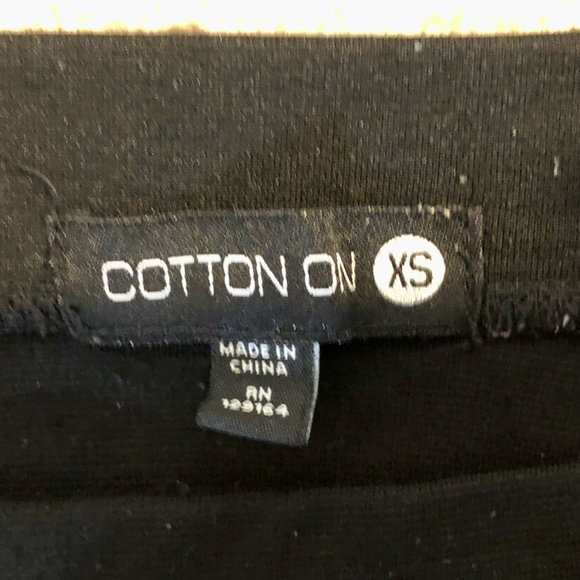 COTTON ON XS
MADE IN
CHINA
RN
129164